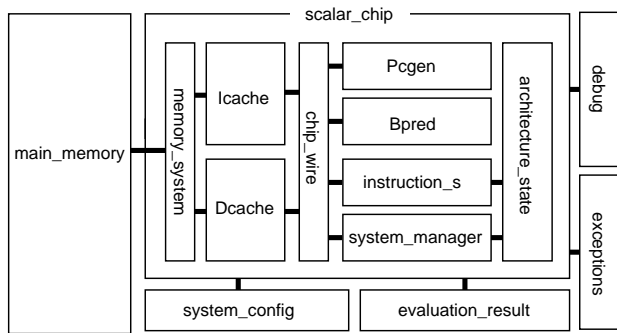 scalar_chip
main_memory
memory_system
Icache
Dcache
chip_wire
Pcgen
Bpred
instruction_s
system_manager
architecture_state
debug
exceptions
system_config
evaluation_result